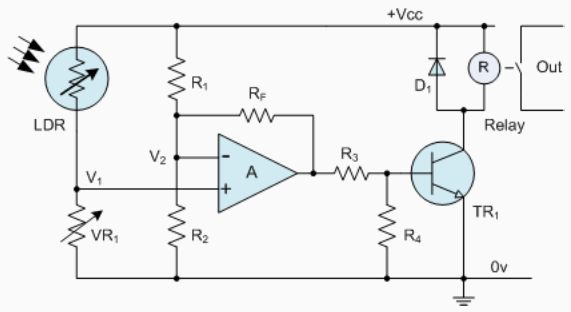 +Vcc
R1
RF
D1
R
Out
LDR
Relay
V2
-
A
R3
V1
+
VR1
R2
R4
TR1
0v